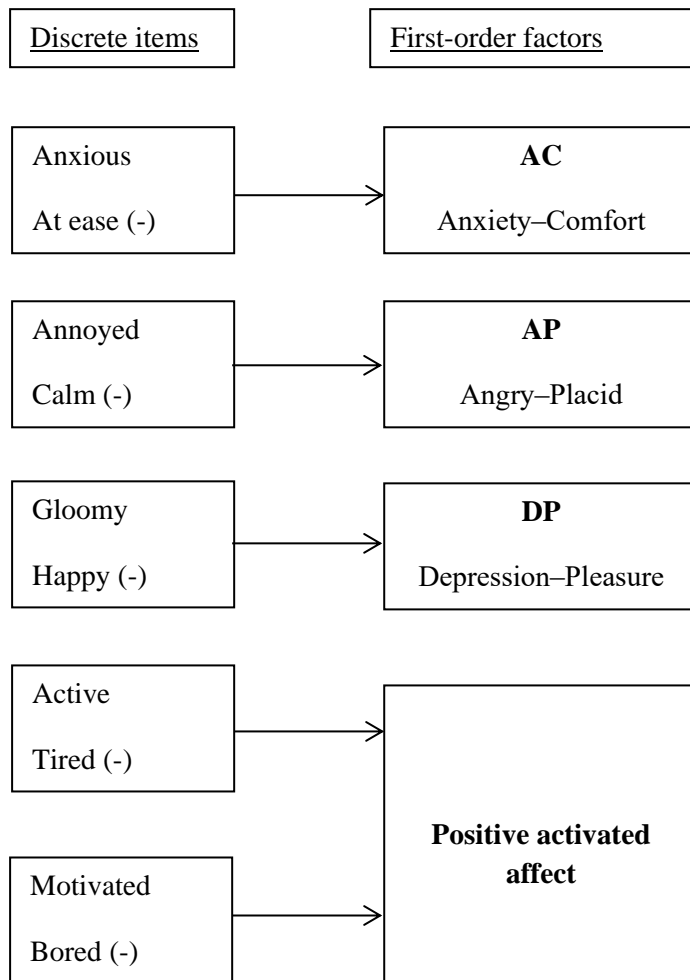 Discrete items
First-order factors
Anxious
At ease (-)
AC
Anxiety–Comfort
Annoyed
Calm (-)
AP
Angry–Placid
Gloomy
Happy (-)
DP
Depression–Pleasure
Active
Tired (-)
Motivated
Bored (-)
Positive activated
affect